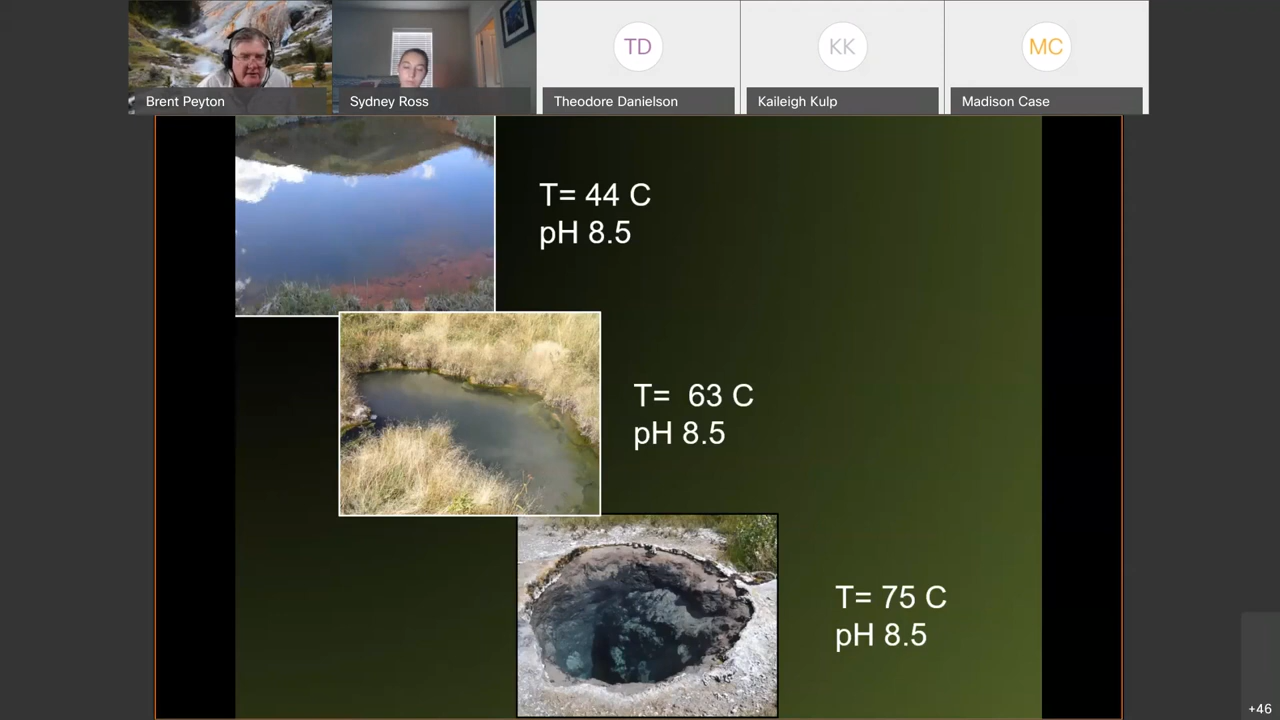 TD
KK
MC
Brent Peyton
Sydney Ross
Theodore Danielson
Kaileigh Kulp
Madison Case
T= 44 C
pH 8.5
T=  63 C
pH 8.5
T= 75 C
pH 8.5
+46